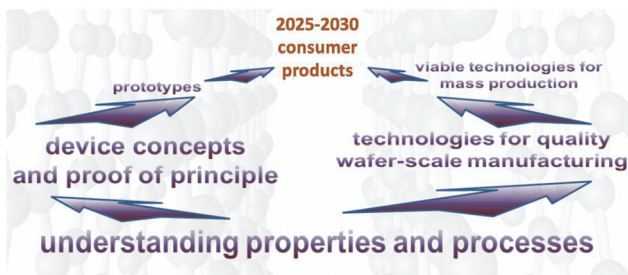 2025-2030
consumer
products
prototypes
viable technologies for
mass production
device concepts
and proof of principle
technologies for quality
wafer-scale manufacturing
understanding properties and processes